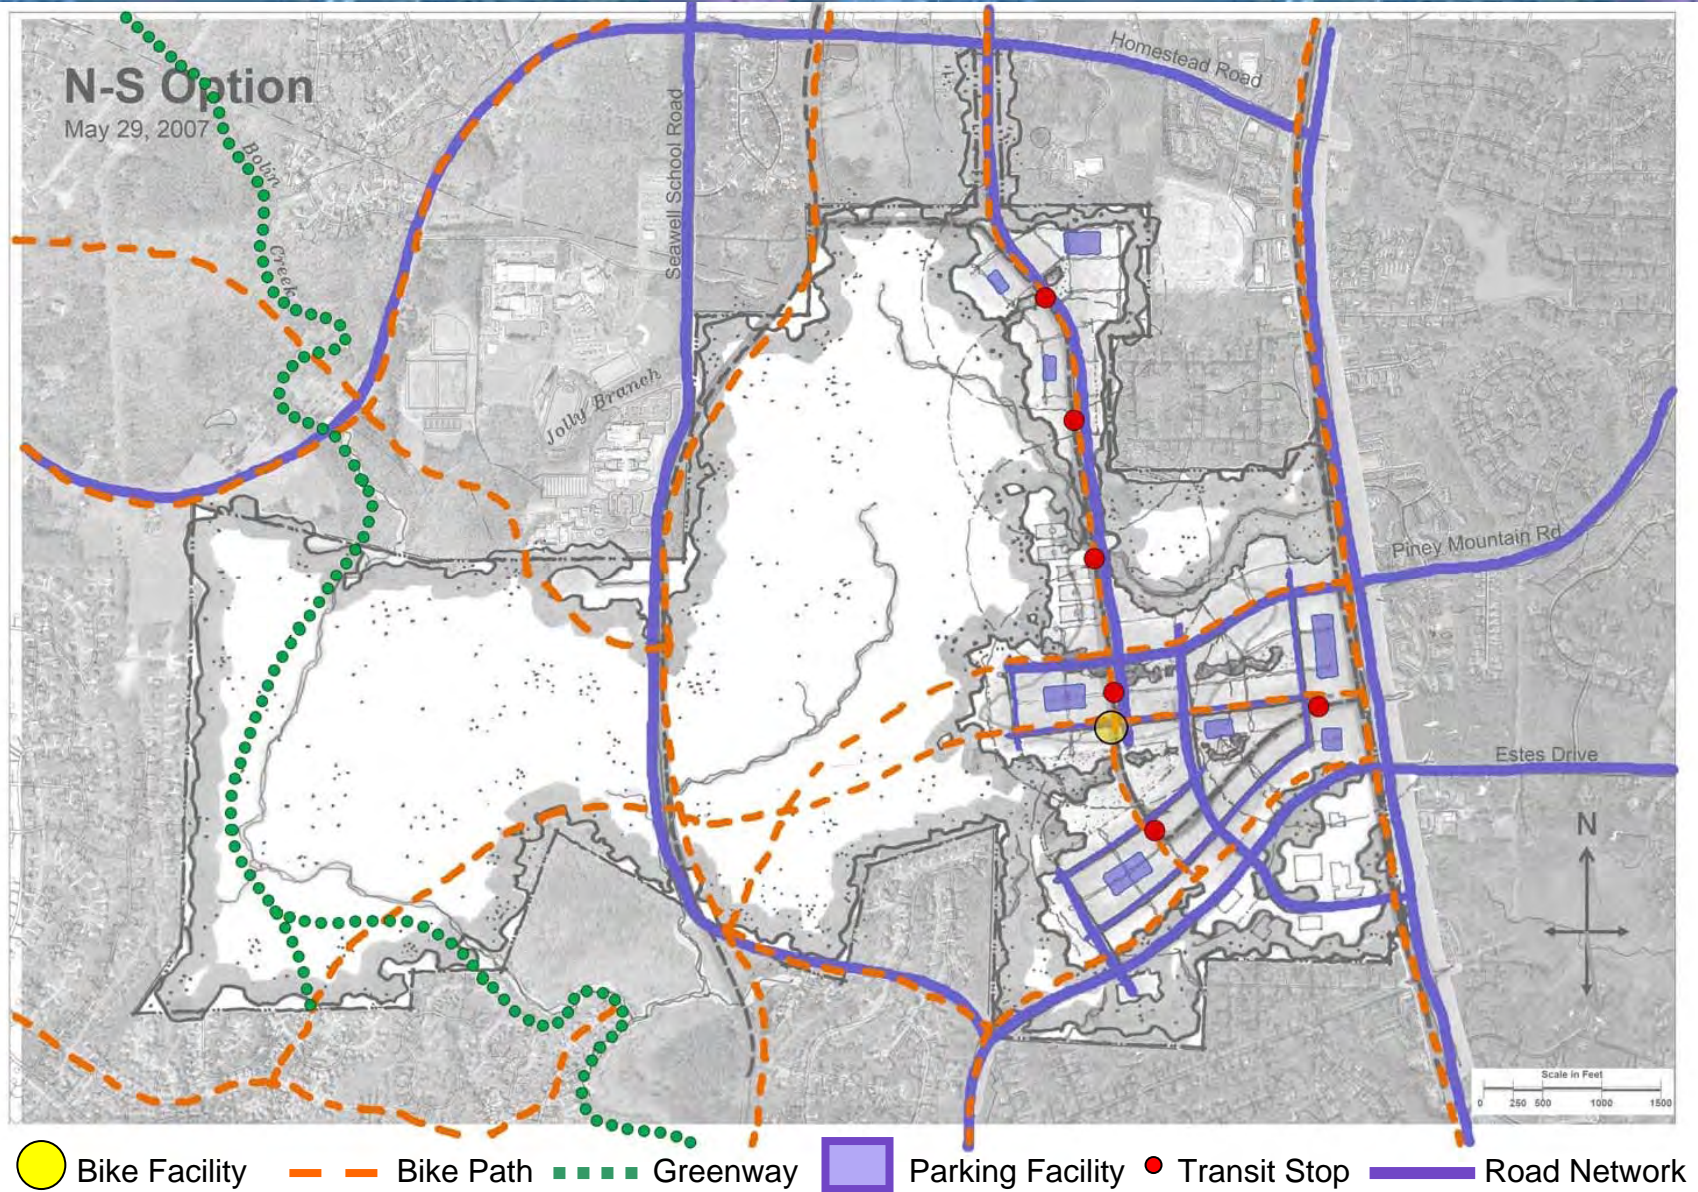 N-S Option
May 29, 2007
Homestead Road
Bolin
Creek
Seawell School Road
Jolly Branch
Piney Mountain Rd
Estes Drive
N
Scale in Feet
0 250 500 1000 1500
Bike Facility Bike Path Greenway Parking Facility Transit Stop Road Network